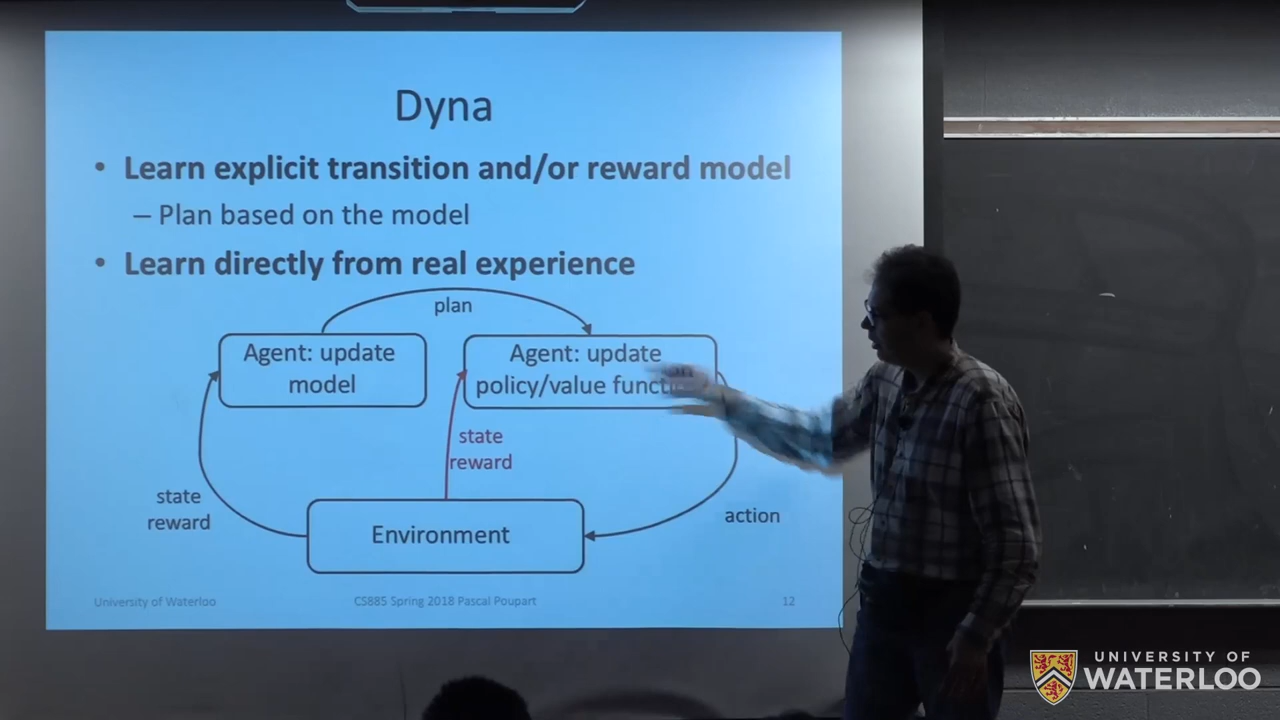 Dyna
• Learn explicit transition and/or reward model
– Plan based on the model
• Learn directly from real experience
plan
Agent: update
model
Agent: update
policy/value
state
reward
state
reward
Environment
action
University of Waterloo
CS885 Spring 2018 Pascal Poupart
12
UNIVERSITY OF
WATERLOO